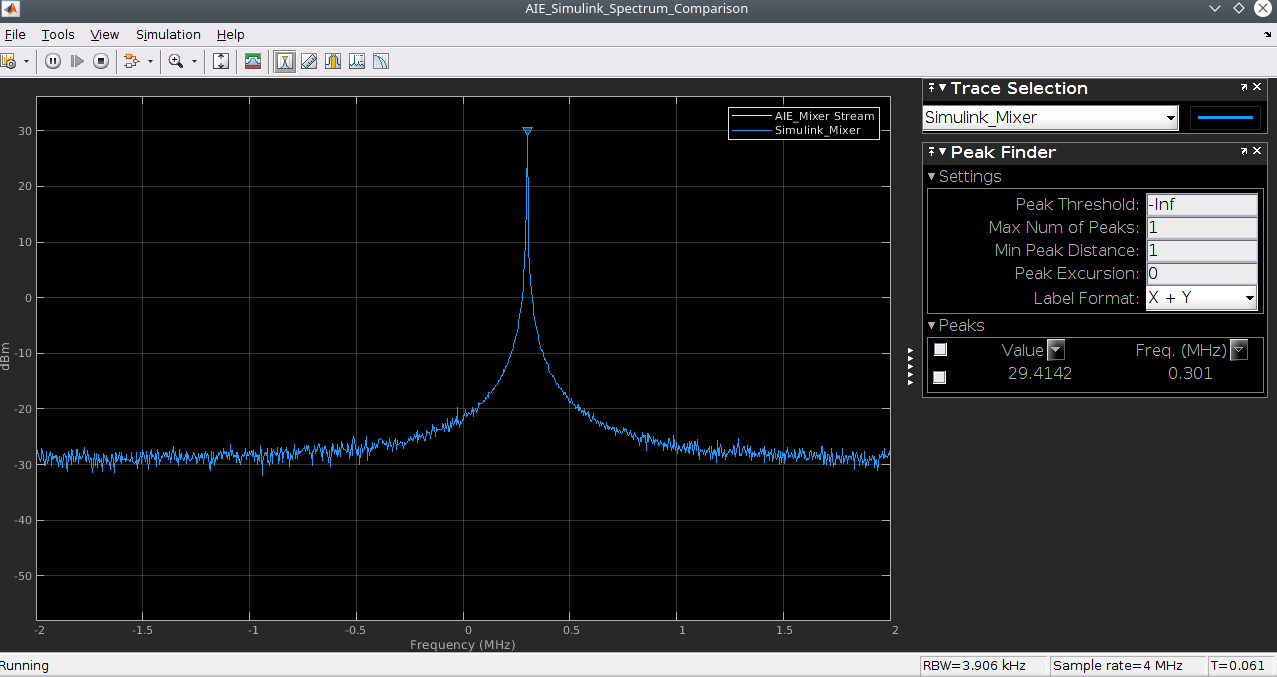 AIE_Simulink_Spectrum_Comparison
File Tools View Simulation Help
Trace Selection
Simulink_Mixer
Peak Finder
Settings
Peak Threshold: -Inf
Max Num of Peaks: 1
Min Peak Distance: 1
Peak Excursion: 0
Label Format: X + Y
Peaks
Value Freq. (MHz)
29.4142 0.301
AIE_Mixer Stream
Simulink_Mixer
30
20
10
0
-10
-20
-30
-40
-50
dBm
-2 -1.5 -1 -0.5 0 0.5 1 1.5 2
Frequency (MHz)
Running RBW=3.906 kHz Sample rate=4 MHz T=0.061